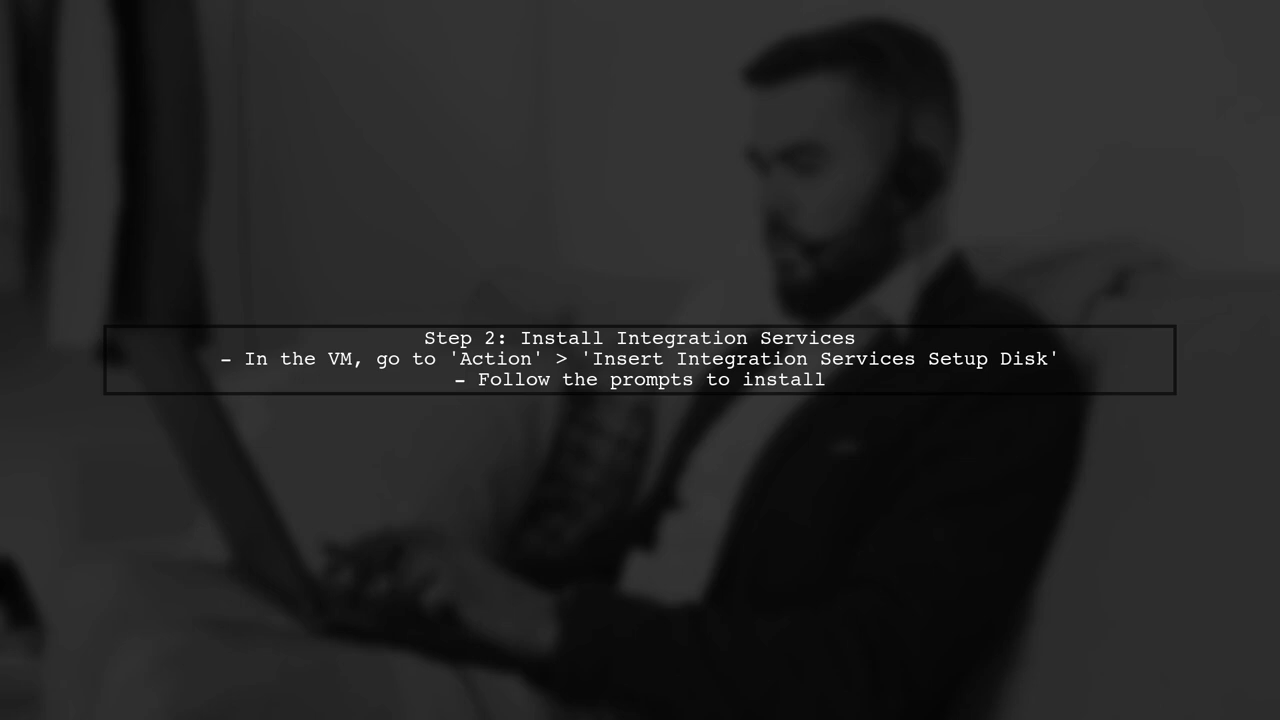 Step 2: Install Integration Services
- In the VM, go to 'Action' > 'Insert Integration Services Setup Disk'
- Follow the prompts to install